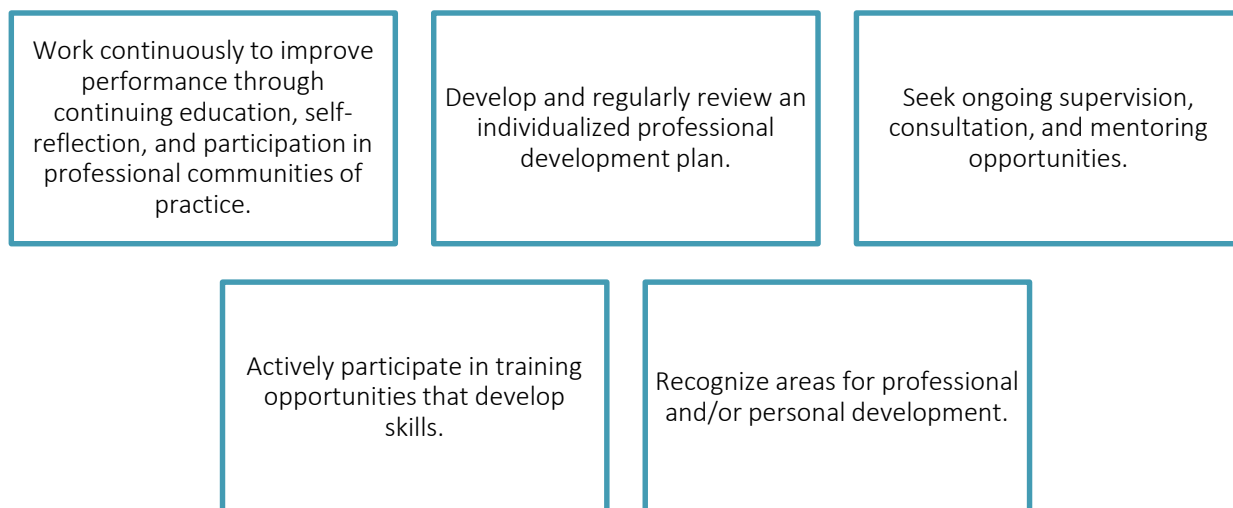 Work continuously to improve
performance through
continuing education, self-
reflection, and participation in
professional communities of
practice.
Develop and regularly review an
individualized professional
development plan.
Seek ongoing supervision,
consultation, and mentoring
opportunities.
Actively participate in training
opportunities that develop
skills.
Recognize areas for professional
and/or personal development.